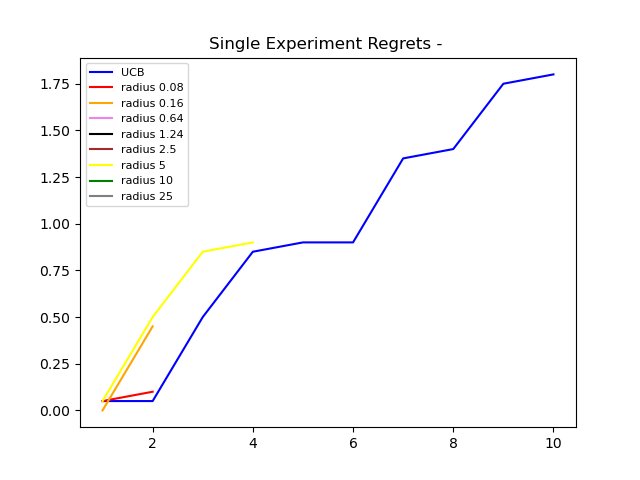 Single Experiment Regrets -
UCB
radius 0.08
radius 0.16
radius 0.64
radius 1.24
radius 2.5
radius 5
radius 10
radius 25
1.75
1.50
1.25
1.00
0.75
0.50
0.25
0.00
2 4 6 8 10